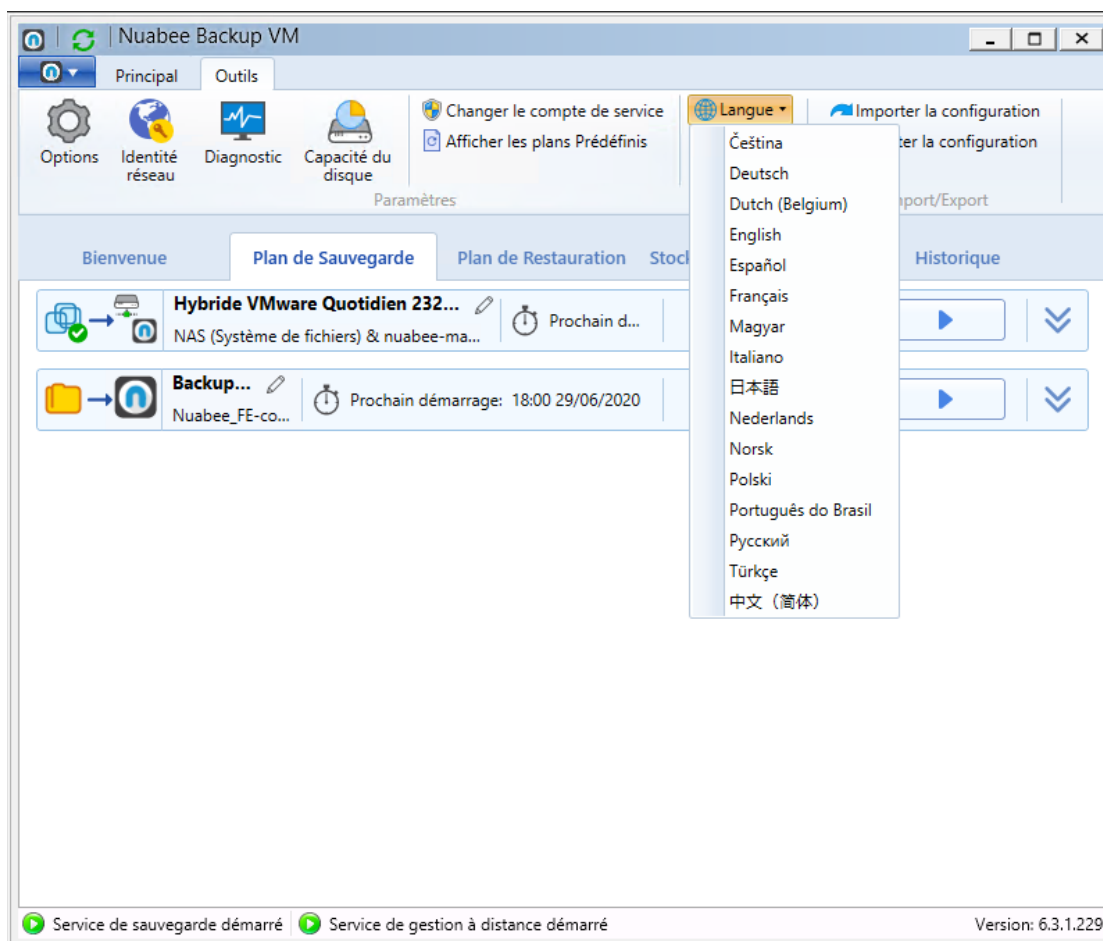 Nuabee Backup VM
Principal
Outils
Options
Identité réseau
Diagnostic
Capacité du disque
Changer le compte de service
Afficher les plans Prédéfinis
Paramètres
Langue
Importer la configuration
ter la configuration
port/Export
Čeština
Deutsch
Dutch (Belgium)
English
Español
Français
Magyar
Italiano
日本語
Nederlands
Norsk
Polski
Português do Brasil
Русский
Türkçe
中文（简体）
Bienvenue
Plan de Sauvegarde
Plan de Restauration
Stoc
Historique
Hybride VMware Quotidien 232...
NAS (Système de fichiers) & nuabee-ma...
Prochain d...
Backup...
Nuabee_FE-co...
Prochain démarrage: 18:00 29/06/2020
Service de sauvegarde démarré
Service de gestion à distance démarré
Version: 6.3.1.229